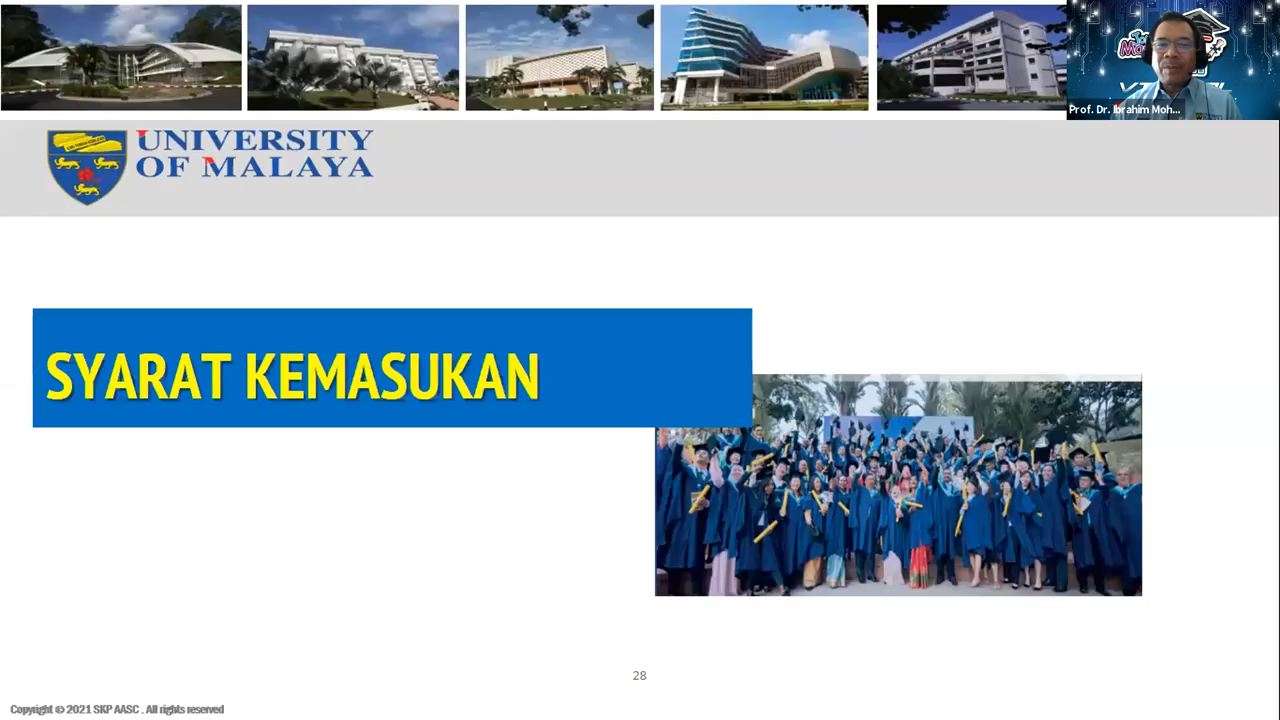 Prof. Dr. Ibrahim Moh...
UNIVERSITY
OF MALAYA
SYARAT KEMASUKAN
28
Copyright © 2021 SKP AASC . All rights reserved